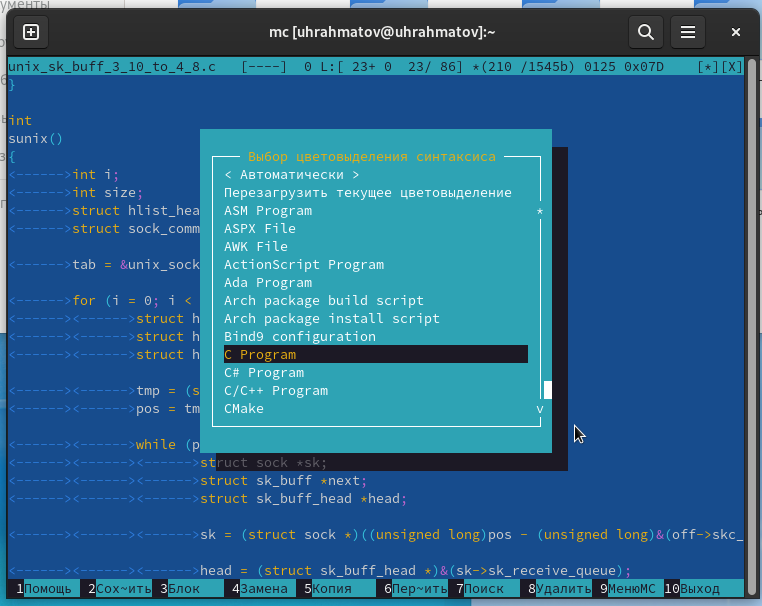 ументы
mc [uhrahmatov@uhrahmatov]:~
unix_sk_buff_3_10_to_4_8.c   [----]  0 L:[ 23+ 0  23/ 86] *(210 /1545b) 0125 0x07D    [*][X]
}
int
sunix()
{
<------>int i;
<------>int size;
<------>struct hlist_hea
<------>struct sock_comm
<------>tab = &unix_sock
<------>for (i = 0; i <
<------><------>struct h
<------><------>struct h
<------><------>struct h
<------><------>tmp = (s
<------><------>pos = tm
<------><------>while (p
<------><------><------>struct sock *sk;
<------><------><------>struct sk_buff *next;
<------><------><------>struct sk_buff_head *head;
<------><------><------>sk = (struct sock *)((unsigned long)pos - (unsigned long)&(off->skc_
<------><------><------>head = (struct sk_buff_head *)&(sk->sk_receive_queue);
Выбор цветовыделения синтаксиса
< Автоматически >
Перезагрузить текущее цветовыделение
ASM Program
ASPX File
AWK File
ActionScript Program
Ada Program
Arch package build script
Arch package install script
Bind9 configuration
C Program
C# Program
C/C++ Program
CMake
1Помощь 2Сох~ить 3Блок 4Замена 5Копия 6Пер~ить 7Поиск 8Удалить 9МенюМС 10Выход